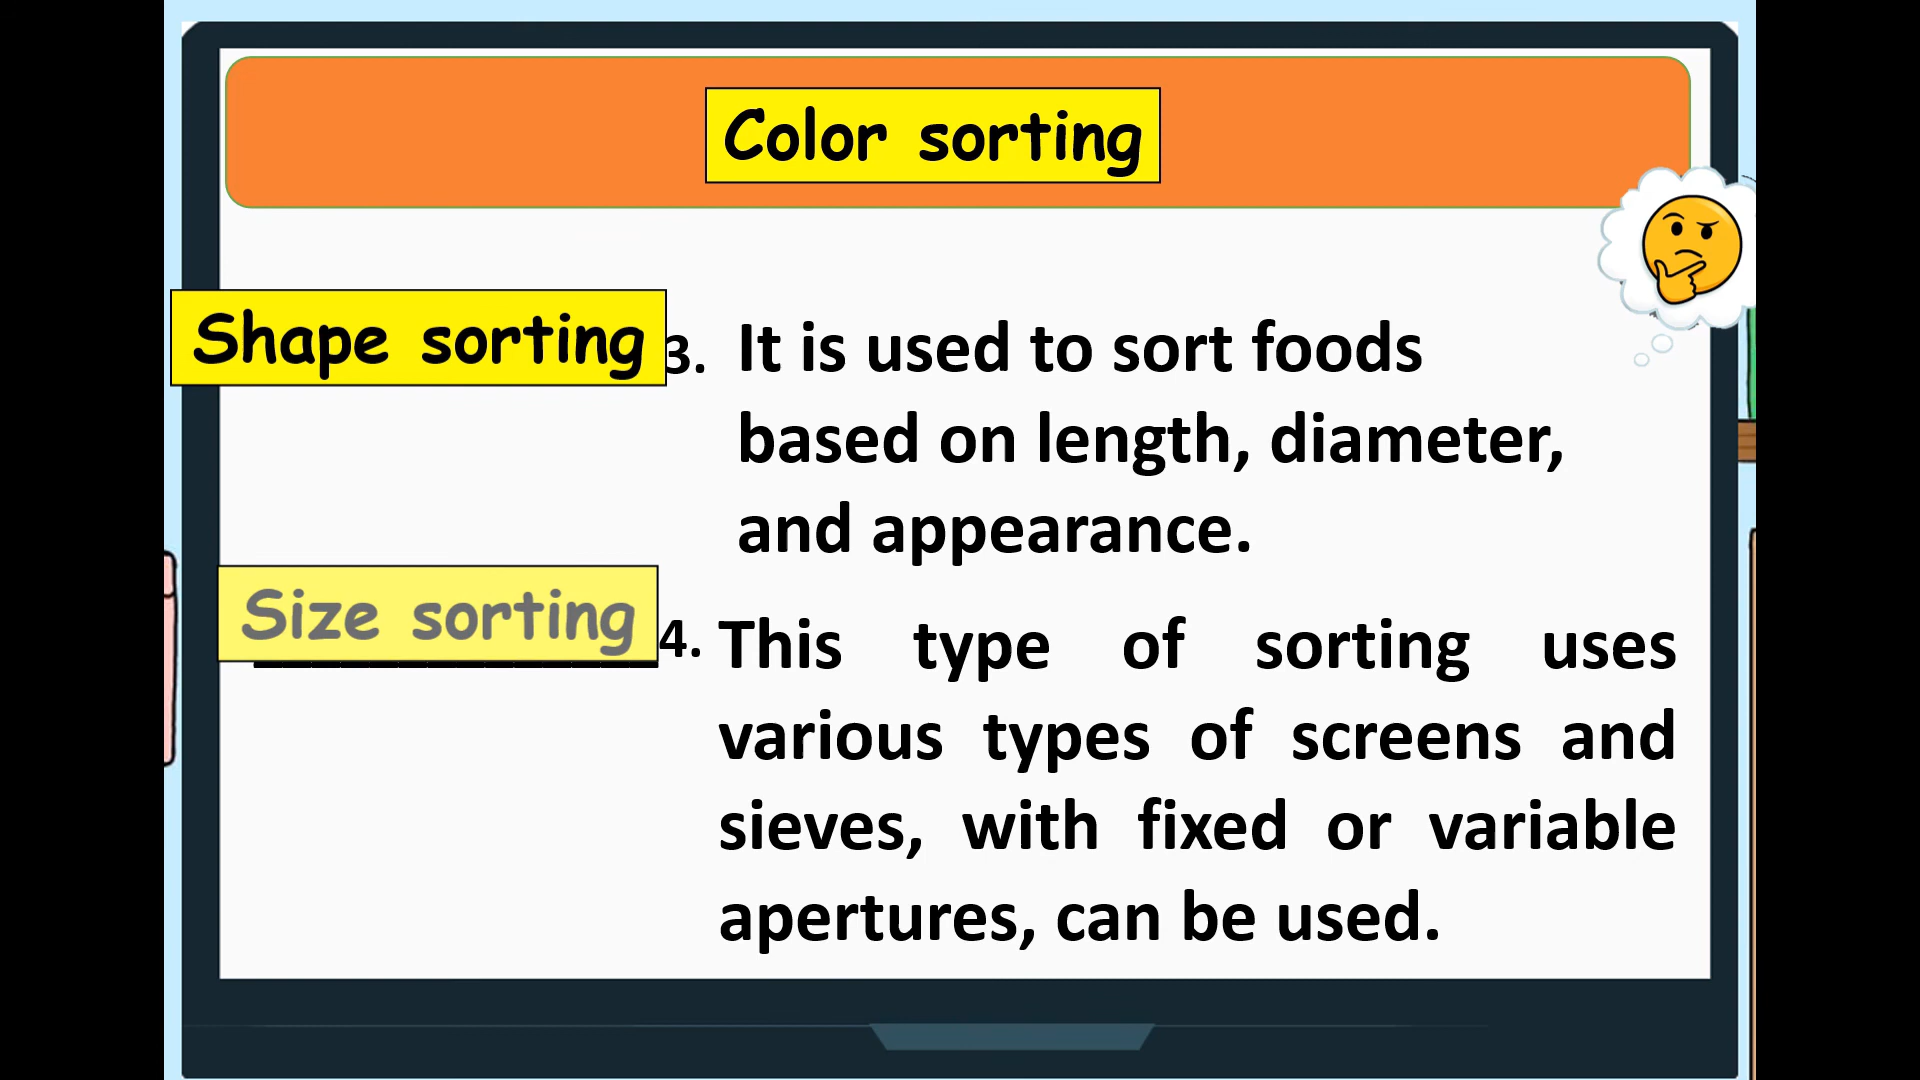 Color sorting
Shape sorting 3. It is used to sort foods
based on length, diameter,
and appearance.
Size sorting 4. This type of sorting uses
various types of screens and
sieves, with fixed or variable
apertures, can be used.